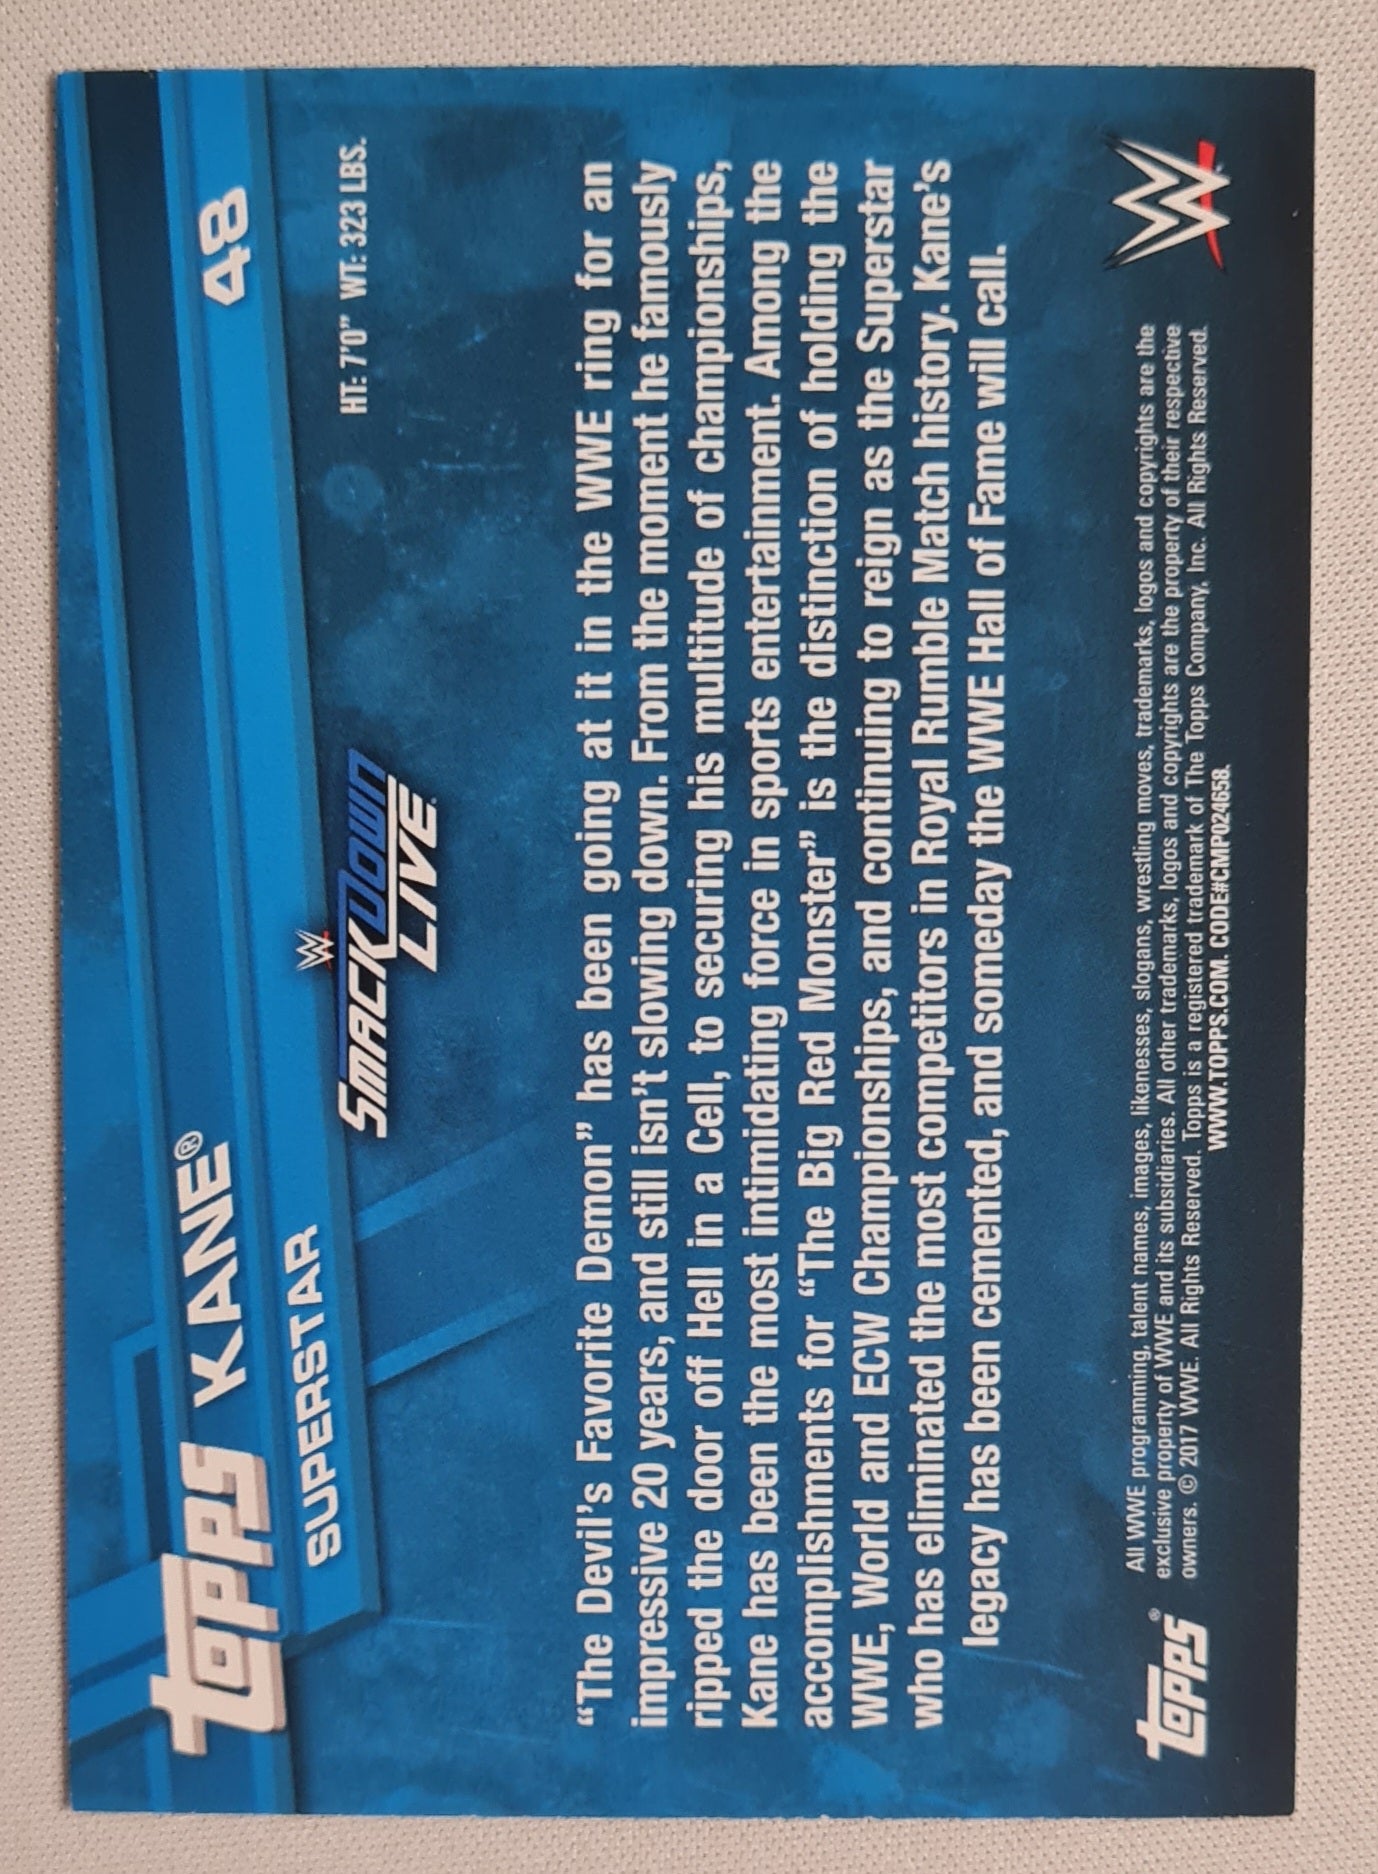 TOPPS KANE® 48
SUPERSTAR
HT: 7'0" WT: 323 LBS.
W
SMACKDOWN
LIVE
“The Devil’s Favorite Demon” has been going at it in the WWE ring for an
impressive 20 years, and still isn’t slowing down. From the moment he famously
ripped the door off Hell in a Cell, to securing his multitude of championships,
Kane has been the most intimidating force in sports entertainment. Among the
accomplishments for “The Big Red Monster” is the distinction of holding the
WWE, World and ECW Championships, and continuing to reign as the Superstar
who has eliminated the most competitors in Royal Rumble Match history. Kane’s
legacy has been cemented, and someday the WWE Hall of Fame will call.
TOPPS®
All WWE programming, talent names, images, likenesses, slogans, wrestling moves, trademarks, logos and copyrights are the
exclusive property of WWE and its subsidiaries. All other trademarks, logos and copyrights are the property of their respective
owners. © 2017 WWE. All Rights Reserved. Topps is a registered trademark of The Topps Company, Inc. All Rights Reserved.
WWW.TOPPS.COM. CODE#CMP024658.
W